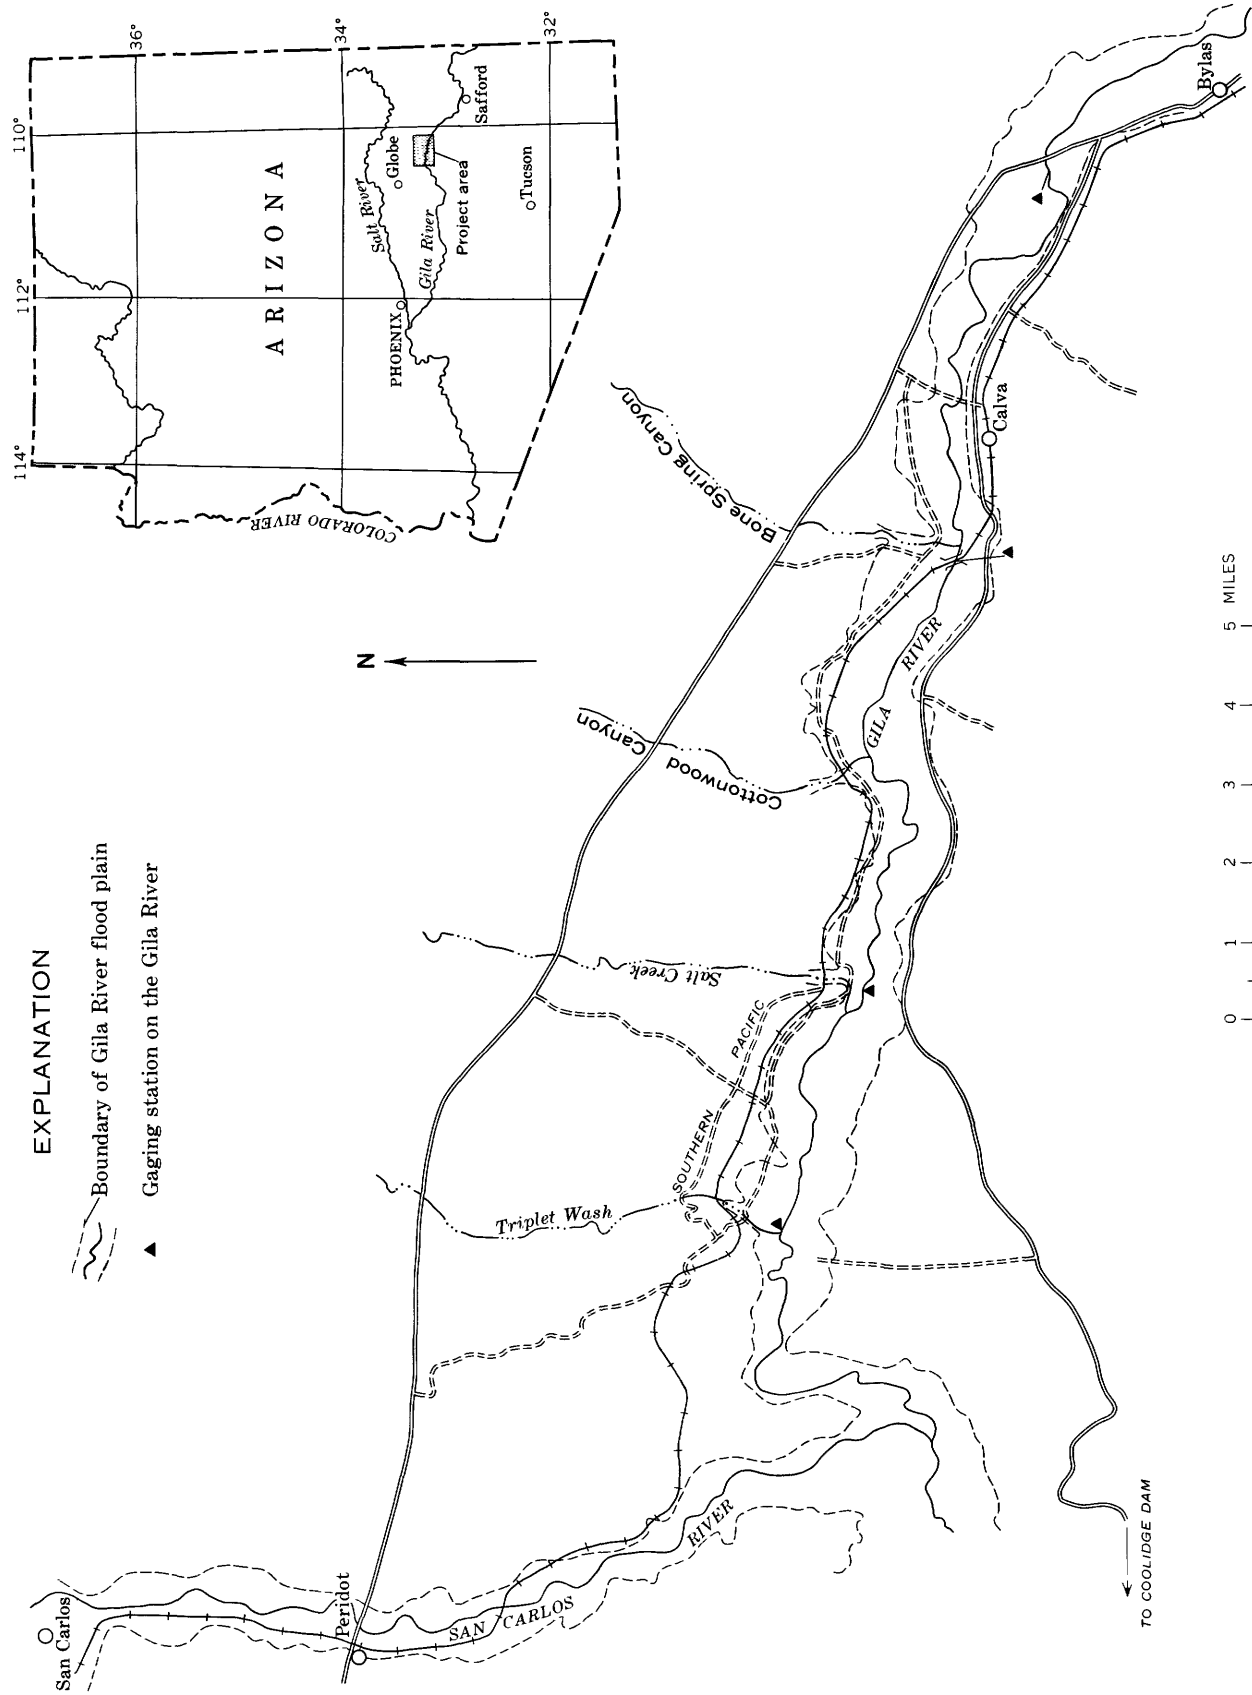 EXPLANATION
Boundary of Gila River flood plain
Gaging station on the Gila River
114°
112°
110°
36°
34°
32°
ARIZONA
COLORADO RIVER
Salt River
Globe
PHOENIX
Gila River
Project area
Safford
Tucson
N
San Carlos
Peridot
SAN CARLOS
RIVER
Triplet Wash
SOUTHERN
PACIFIC
Salt Creek
Cottonwood
Canyon
Bone Spring Canyon
GILA
RIVER
Calva
Bylas
TO COOLIDGE DAM
0 1 2 3 4 5 MILES